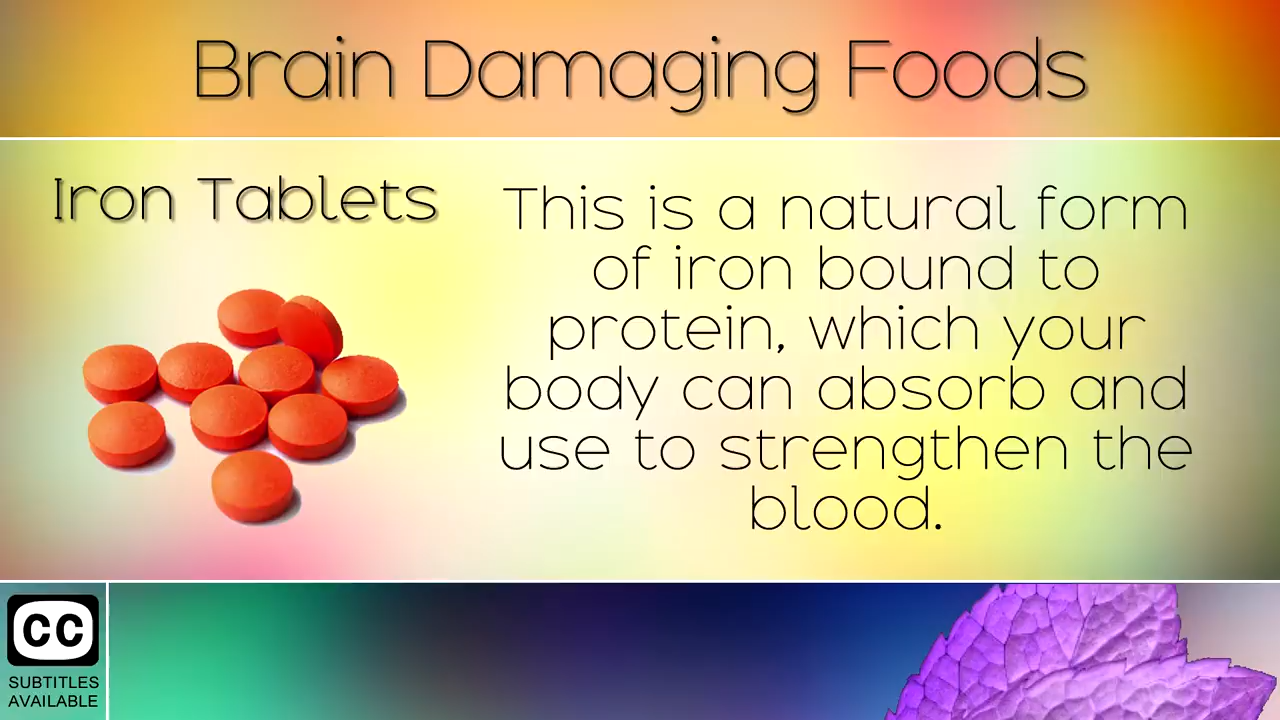 Brain Damaging Foods
Iron Tablets
This is a natural form
of iron bound to
protein, which your
body can absorb and
use to strengthen the
blood.
CC
SUBTITLES
AVAILABLE